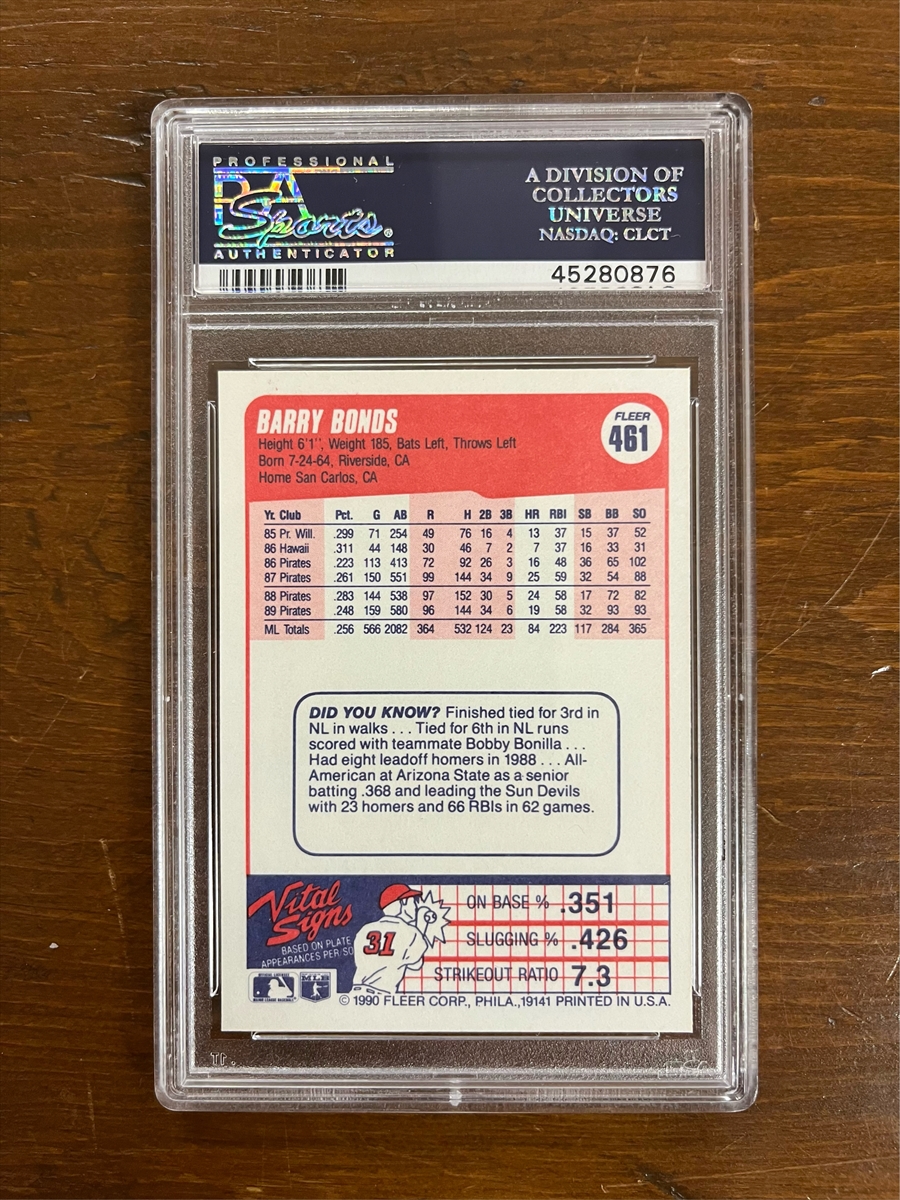 PROFESSIONAL
PSA
Sports®
AUTHENTICATOR
A DIVISION OF
COLLECTORS
UNIVERSE
NASDAQ: CLCT
45280876
BARRY BONDS
Height 6'1", Weight 185, Bats Left, Throws Left
Born 7-24-64, Riverside, CA
Home San Carlos, CA
FLEER
461
Yr. Club Pct. G AB R H 2B 3B HR RBI SB BB SO
85 Pr. Will. .299 71 254 49 76 16 4 13 37 15 37 52
86 Hawaii .311 44 148 30 46 7 2 7 37 16 33 31
86 Pirates .223 113 413 72 92 26 3 16 48 36 65 102
87 Pirates .261 150 551 99 144 34 9 25 59 32 54 88
88 Pirates .283 144 538 97 152 30 5 24 58 17 72 82
89 Pirates .248 159 580 96 144 34 6 19 58 32 93 93
ML Totals .256 566 2082 364 532 124 23 84 223 117 284 365
DID YOU KNOW? Finished tied for 3rd in
NL in walks . . . Tied for 6th in NL runs
scored with teammate Bobby Bonilla . . .
Had eight leadoff homers in 1988 . . . All-
American at Arizona State as a senior
batting .368 and leading the Sun Devils
with 23 homers and 66 RBIs in 62 games.
Vital
Signs
BASED ON PLATE
APPEARANCES PER/SO
31
ON BASE % .351
SLUGGING % .426
STRIKEOUT RATIO 7.3
© 1990 FLEER CORP., PHILA.,19141 PRINTED IN U.S.A.